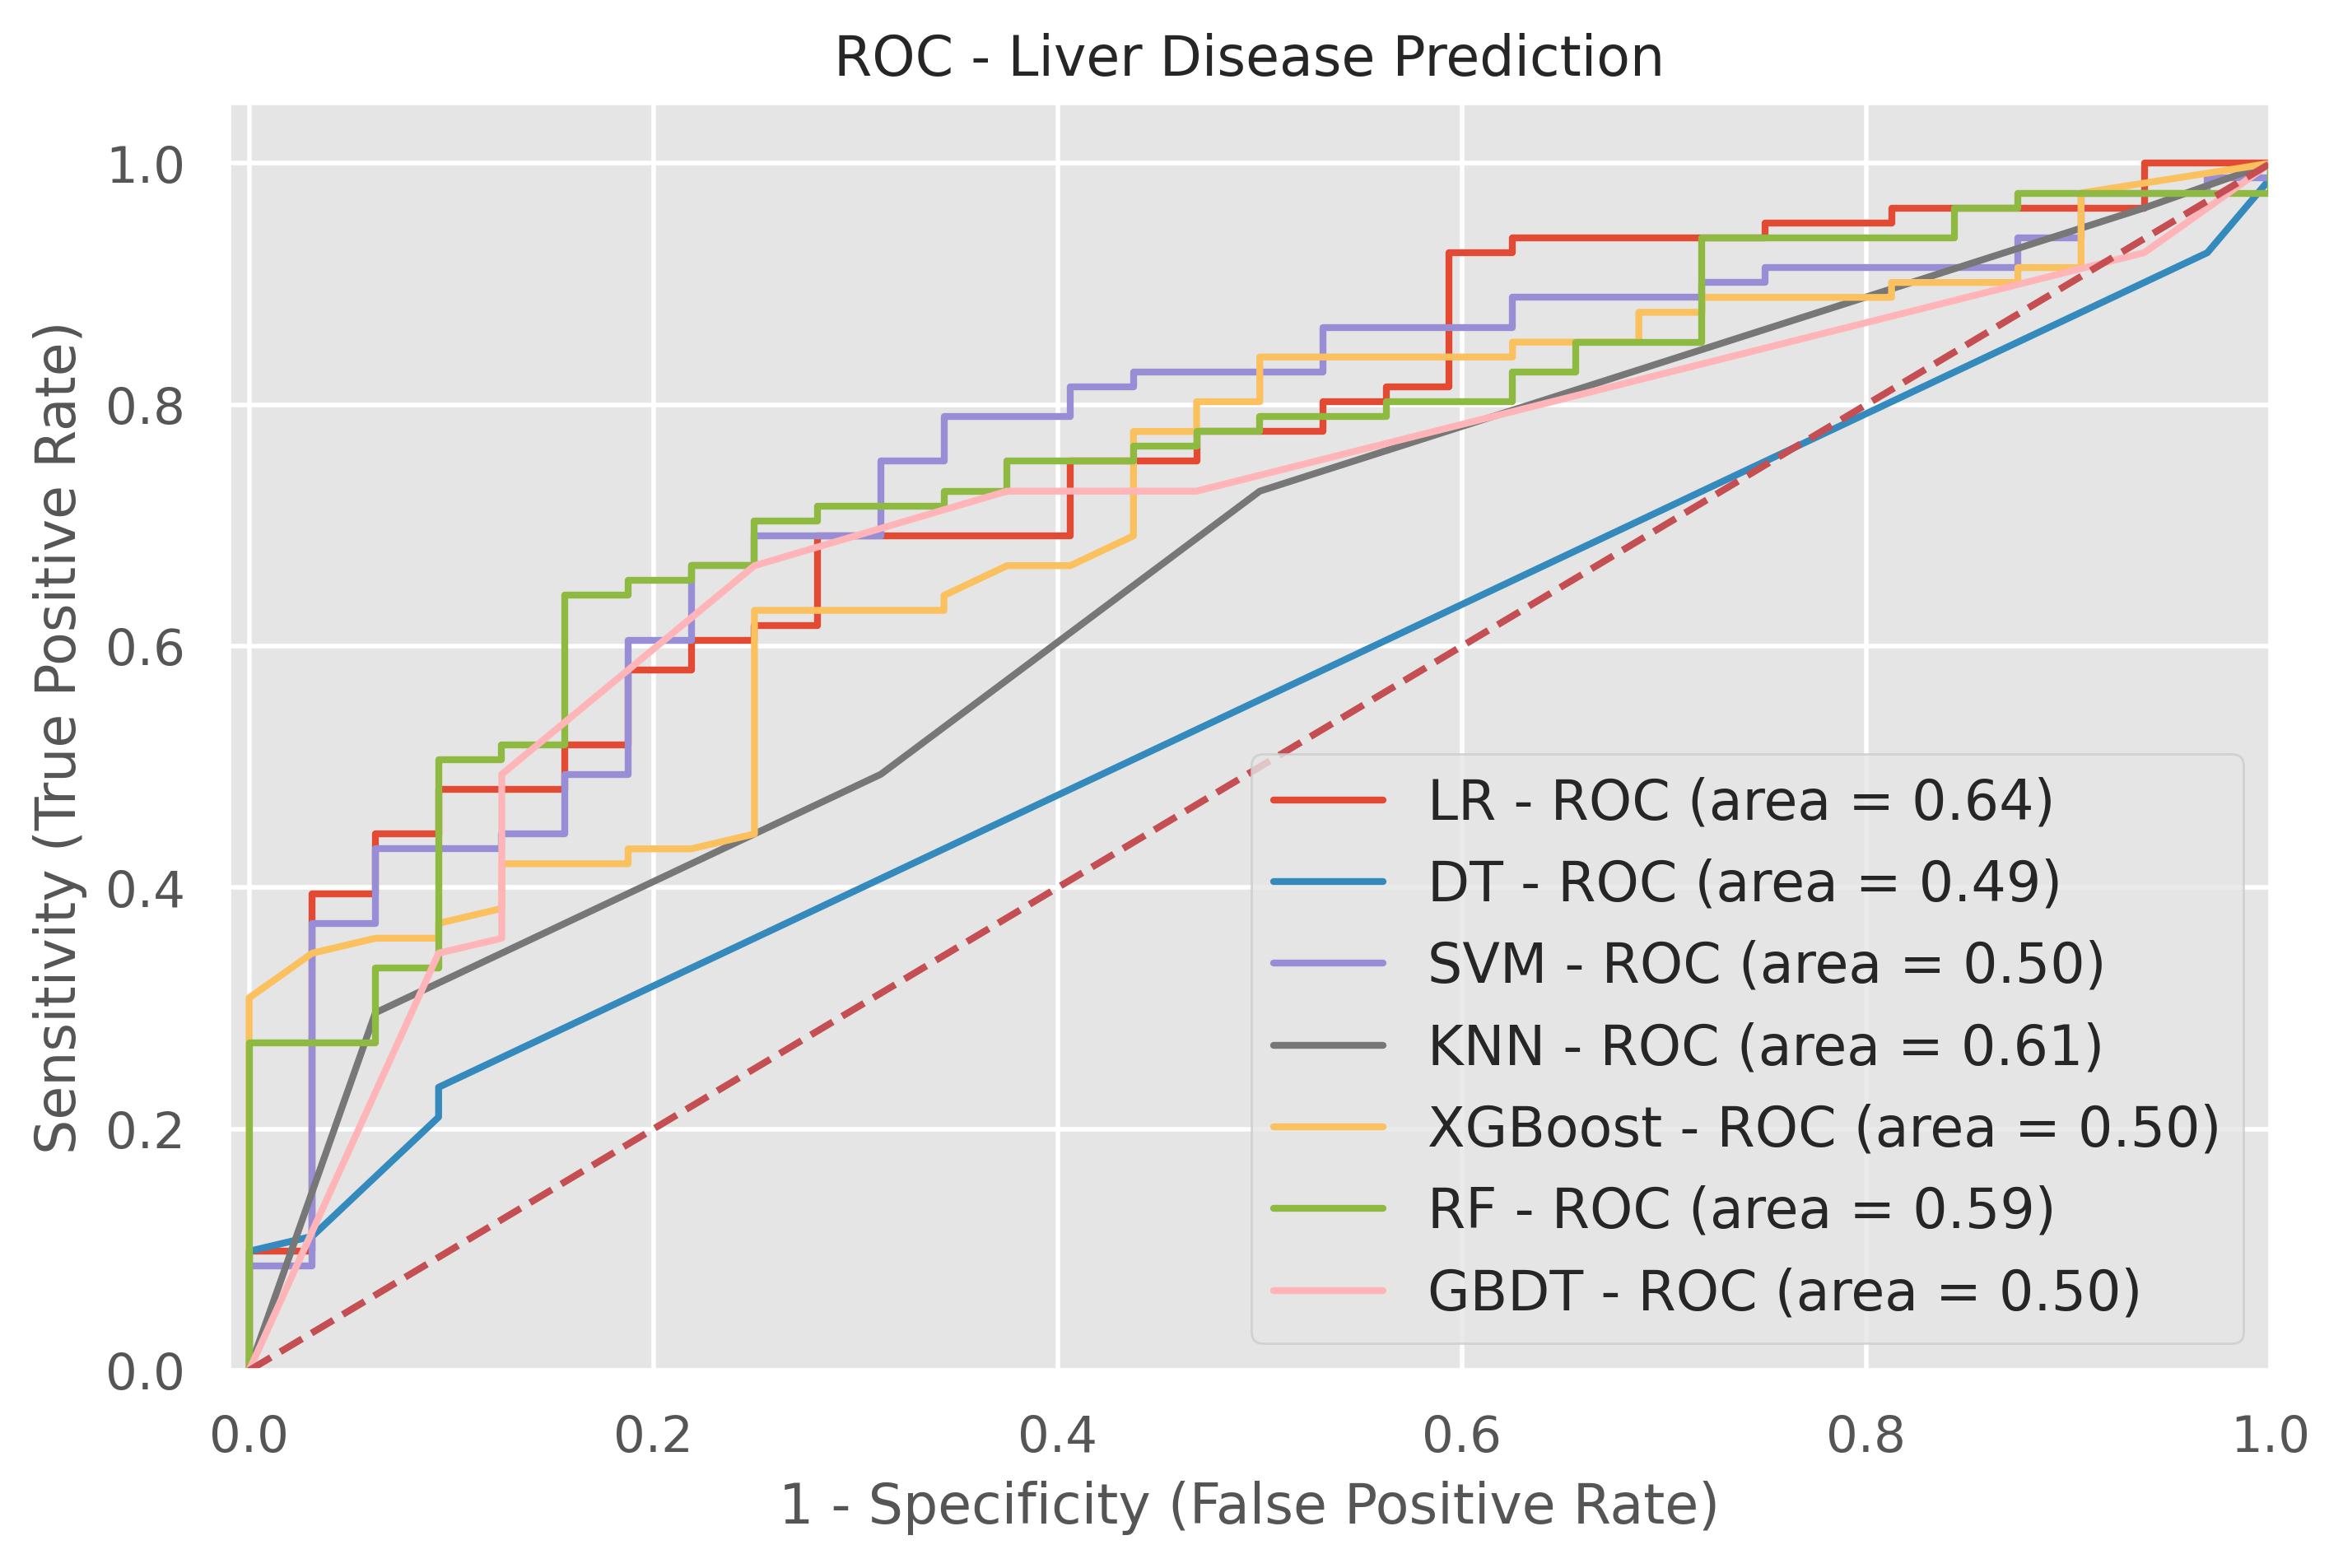 ROC - Liver Disease Prediction
Sensitivity (True Positive Rate)
1.0
0.8
0.6
0.4
0.2
0.0
LR - ROC (area = 0.64)
DT - ROC (area = 0.49)
SVM - ROC (area = 0.50)
KNN - ROC (area = 0.61)
XGBoost - ROC (area = 0.50)
RF - ROC (area = 0.59)
GBDT - ROC (area = 0.50)
0.0 0.2 0.4 0.6 0.8 1.0
1 - Specificity (False Positive Rate)